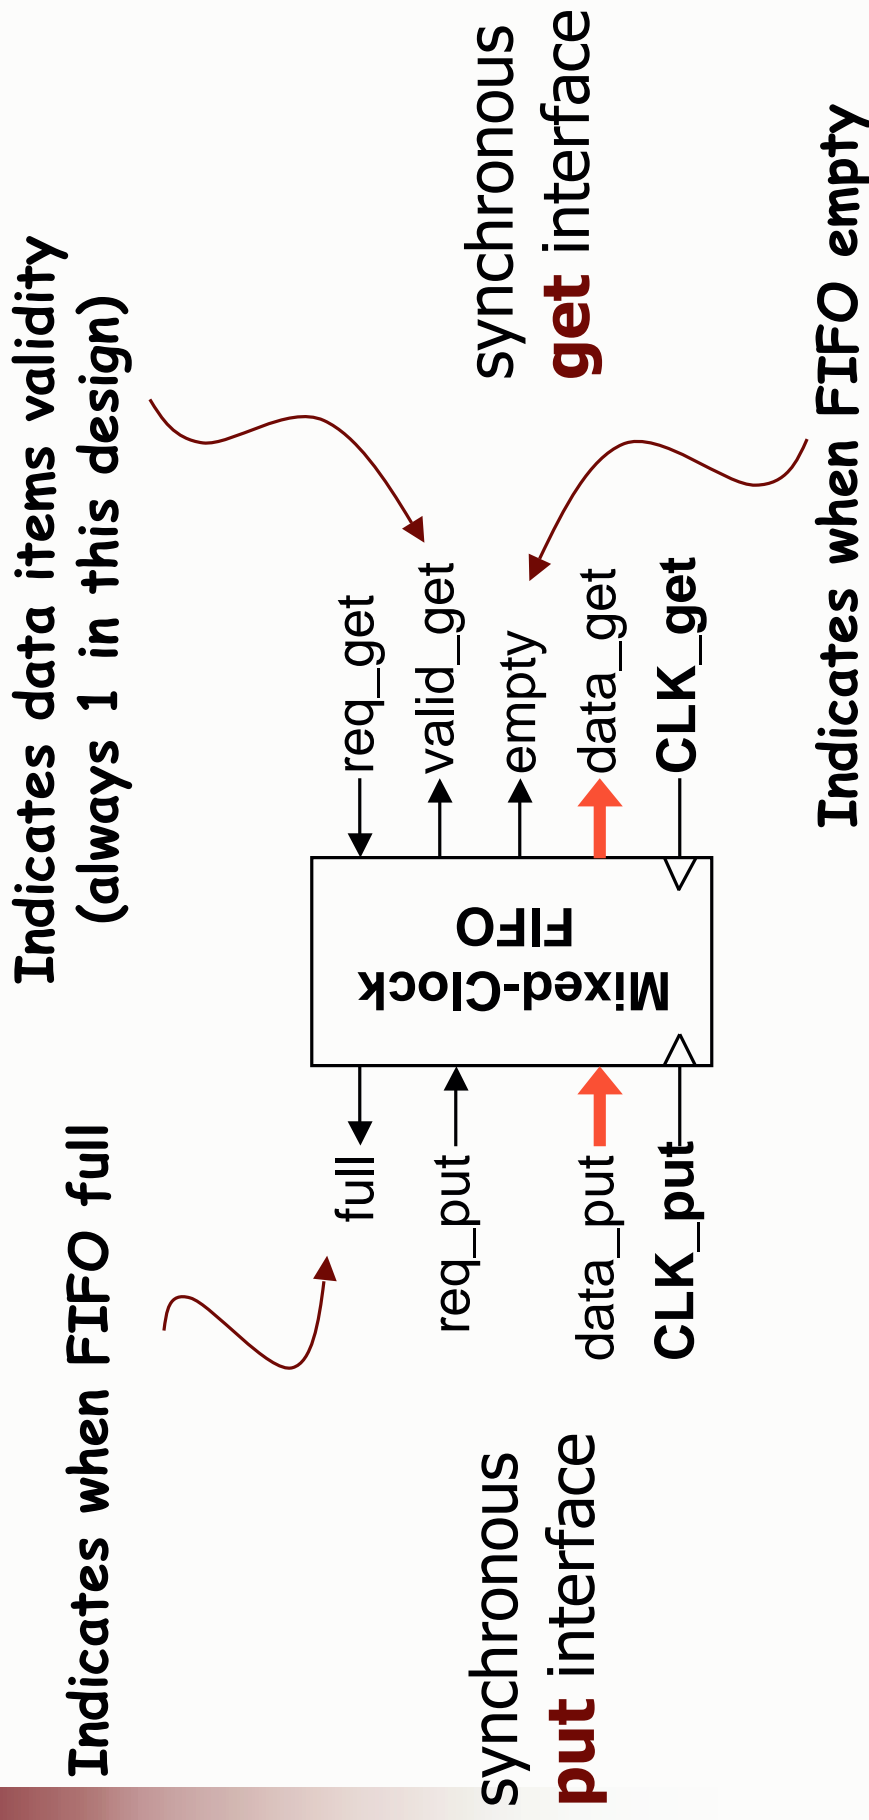 Indicates when FIFO full
Indicates data items validity
(always 1 in this design)
synchronous
put interface
full
req_put
data_put
CLK_put
Mixed-Clock
FIFO
req_get
valid_get
empty
data_get
CLK_get
synchronous
get interface
Indicates when FIFO empty